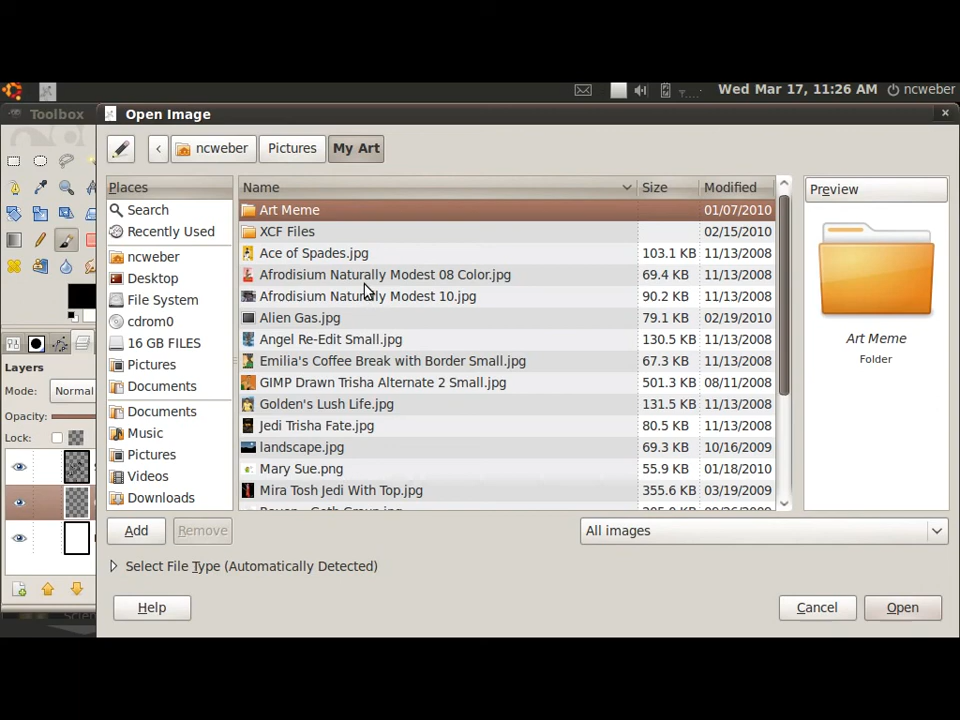 Wed Mar 17, 11:26 AM ncweber
Toolbox
Open Image
ncweber Pictures My Art
Places
Search
Recently Used
ncweber
Desktop
File System
cdrom0
16 GB FILES
Pictures
Documents
Documents
Music
Pictures
Videos
Downloads
Name Size Modified
Art Meme 01/07/2010
XCF Files 02/15/2010
Ace of Spades.jpg 103.1 KB 11/13/2008
Afrodisium Naturally Modest 08 Color.jpg 69.4 KB 11/13/2008
Afrodisium Naturally Modest 10.jpg 90.2 KB 11/13/2008
Alien Gas.jpg 79.1 KB 02/19/2010
Angel Re-Edit Small.jpg 130.5 KB 11/13/2008
Emilia's Coffee Break with Border Small.jpg 67.3 KB 11/13/2008
GIMP Drawn Trisha Alternate 2 Small.jpg 501.3 KB 08/11/2008
Golden's Lush Life.jpg 131.5 KB 11/13/2008
Jedi Trisha Fate.jpg 80.5 KB 11/13/2008
landscape.jpg 69.3 KB 10/16/2009
Mary Sue.png 55.9 KB 01/18/2010
Mira Tosh Jedi With Top.jpg 355.6 KB 03/19/2009
Preview
Art Meme
Folder
Layers
Mode: Normal
Opacity:
Lock:
Add Remove
All images
Select File Type (Automatically Detected)
Help Cancel Open